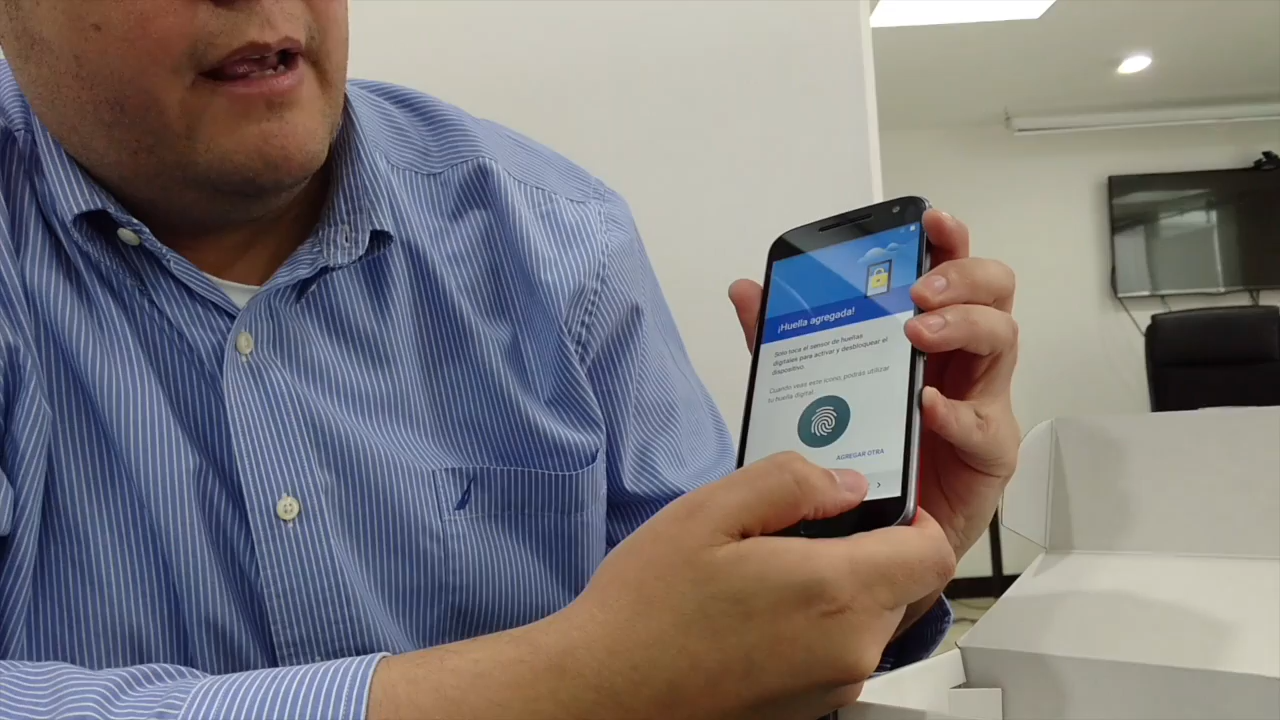 ¡Huella agregada!
Solo toca el sensor de huellas
digitales para activar y desbloquear el
dispositivo.
Cuando veas este ícono, podrás utilizar
tu huella digital.
AGREGAR OTRA